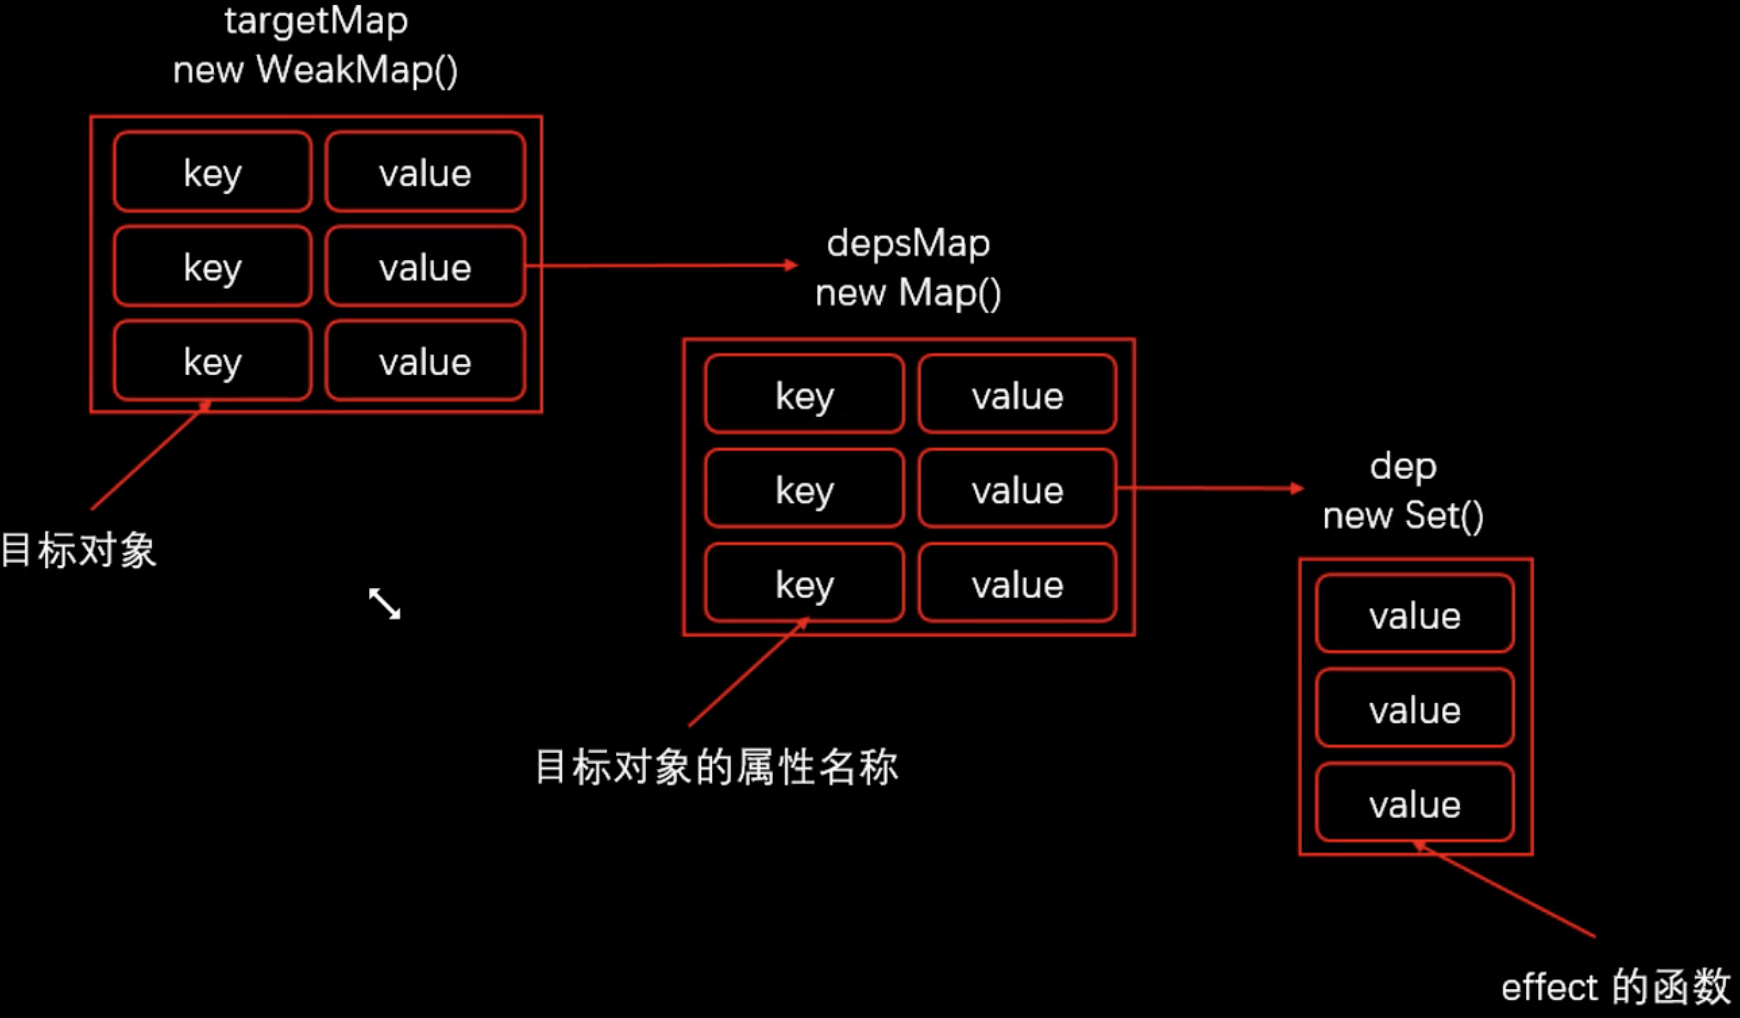 targetMap
new WeakMap()
key value
key value
key value
目标对象
depsMap
new Map()
key value
key value
key value
目标对象的属性名称
dep
new Set()
value
value
value
effect 的函数